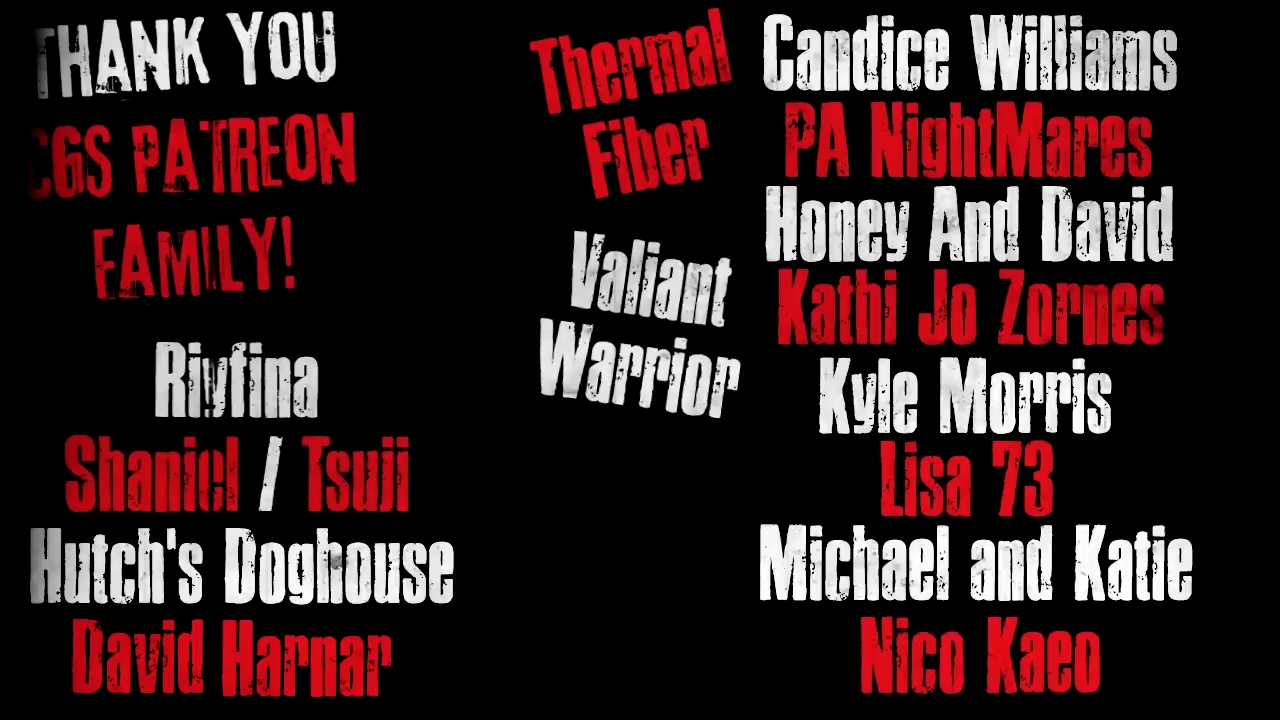 THANK YOU
CGS PATREON
FAMILY!
Riyfina
Shaniel / Tsuji
Hutch's Doghouse
David Harnar
Thermal
Fiber
Valiant
Warrior
Candice Williams
PA NightMares
Honey And David
Kathi Jo Zornes
Kyle Morris
Lisa 73
Michael and Katie
Nico Kaeo